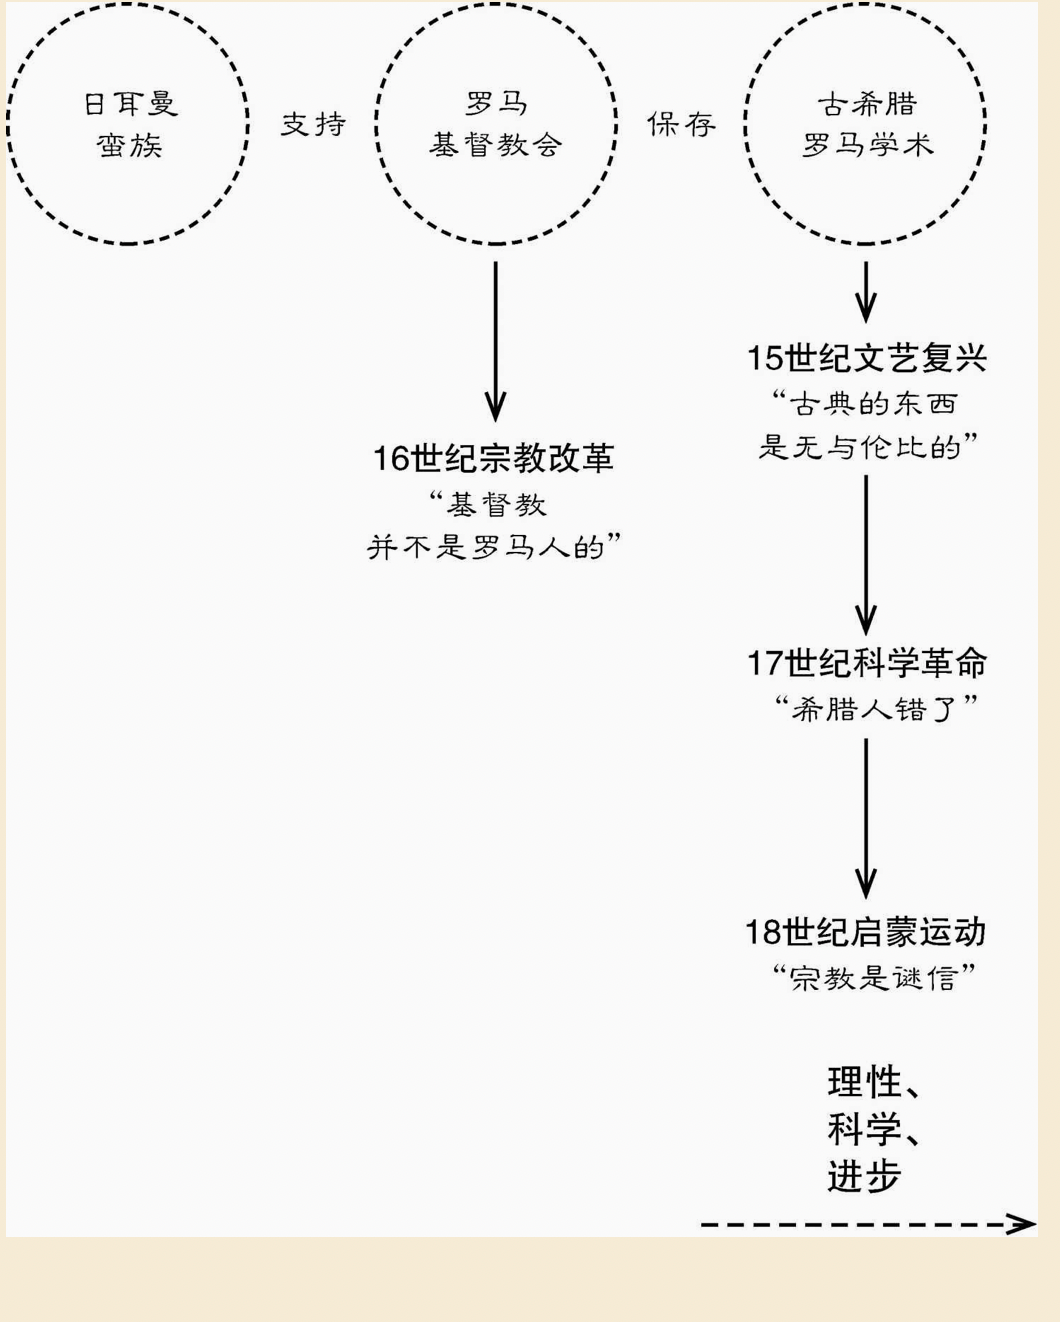 日耳曼
蛮族
支持
罗马
基督教会
保存
古希腊
罗马学术
15世纪文艺复兴
“古典的东西
是无与伦比的”
16世纪宗教改革
“基督教
并不是罗马人的”
17世纪科学革命
“希腊人错了”
18世纪启蒙运动
“宗教是谜信”
理性、
科学、
进步